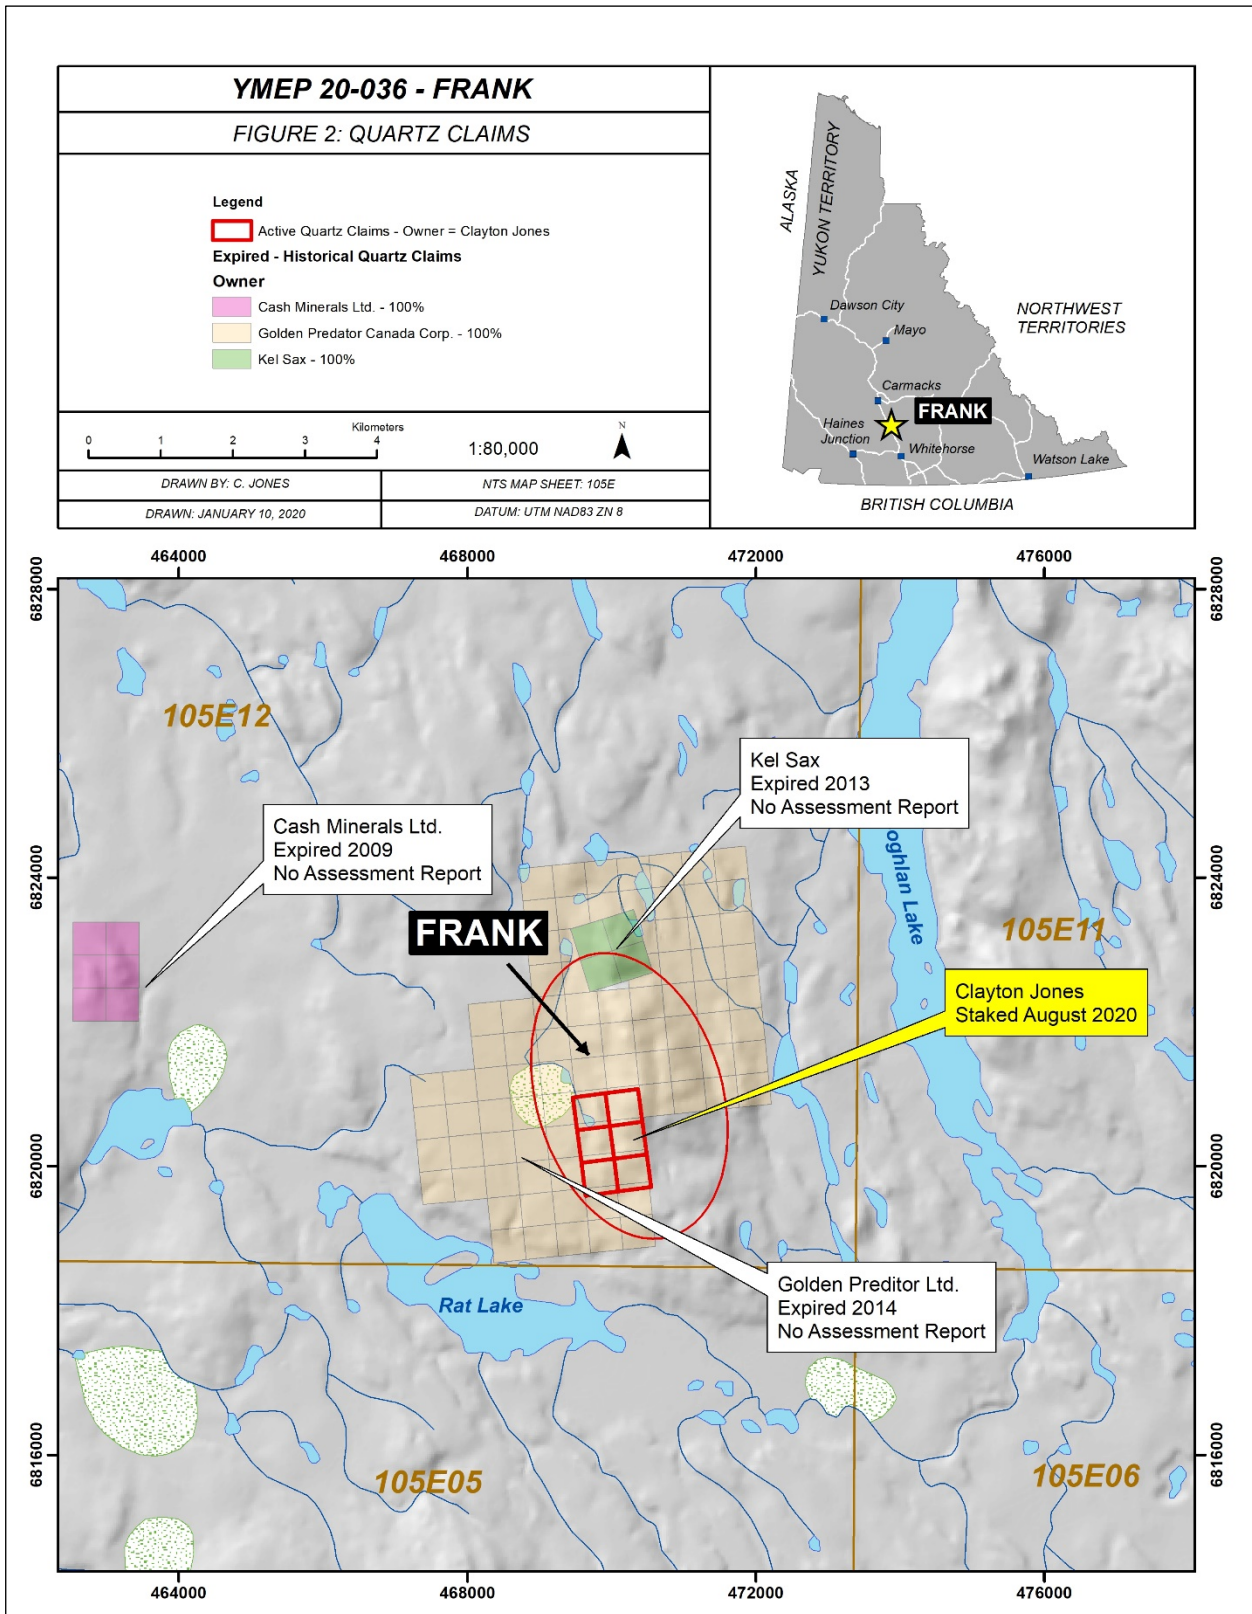 YMEP 20-036 - FRANK
FIGURE 2: QUARTZ CLAIMS
Legend
Active Quartz Claims - Owner = Clayton Jones
Expired - Historical Quartz Claims
Owner
Cash Minerals Ltd. - 100%
Golden Predator Canada Corp. - 100%
Kel Sax - 100%
Kilometers
0 1 2 3 4
1:80,000
N
DRAWN BY: C. JONES
NTS MAP SHEET: 105E
DRAWN: JANUARY 10, 2020
DATUM: UTM NAD83 ZN 8
ALASKA
YUKON TERRITORY
NORTHWEST
TERRITORIES
Dawson City
Mayo
Carmacks
FRANK
Haines
Junction
Whitehorse
Watson Lake
BRITISH COLUMBIA
464000 468000 472000 476000
6828000 6828000
105E12
Kel Sax
Expired 2013
No Assessment Report
Cash Minerals Ltd.
Expired 2009
No Assessment Report
6824000 6824000
oghlan Lake
FRANK
105E11
Clayton Jones
Staked August 2020
6820000 6820000
Golden Preditor Ltd.
Expired 2014
No Assessment Report
Rat Lake
6816000 6816000
105E05
105E06
464000 468000 472000 476000